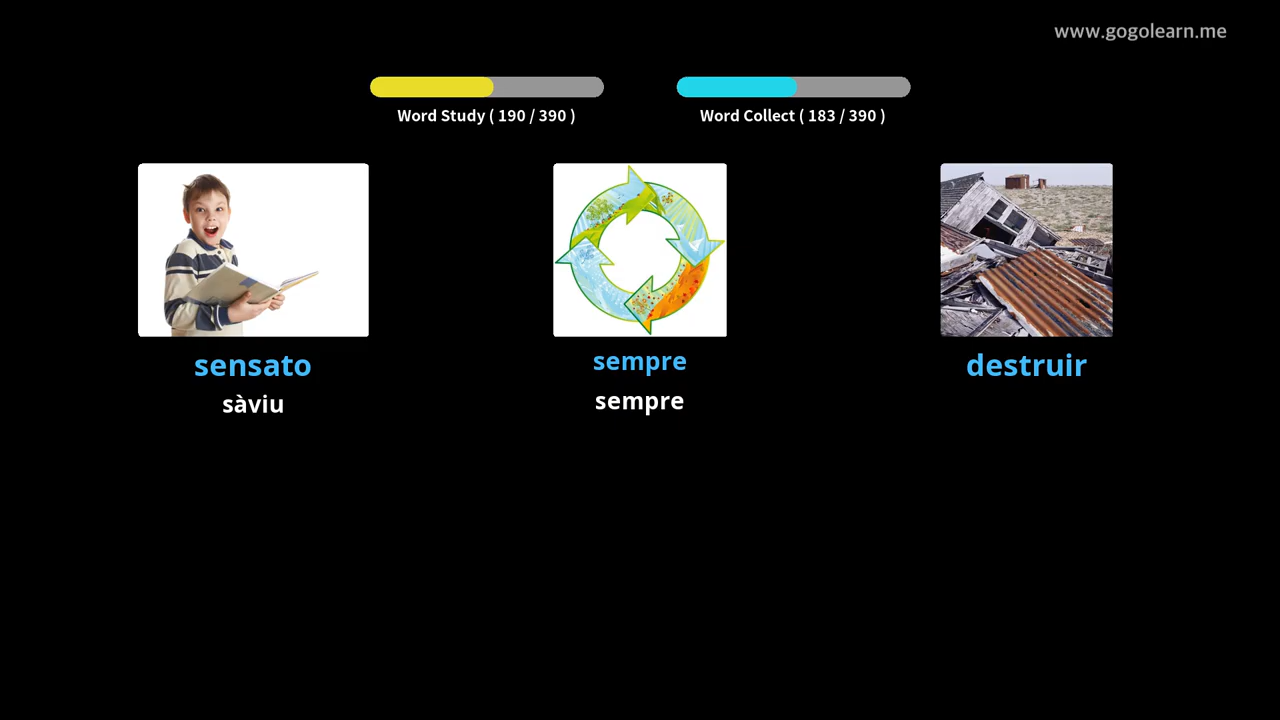 www.gogolearn.me
Word Study ( 190 / 390 )
Word Collect ( 183 / 390 )
sensato
sàviu
sempre
sempre
destruir